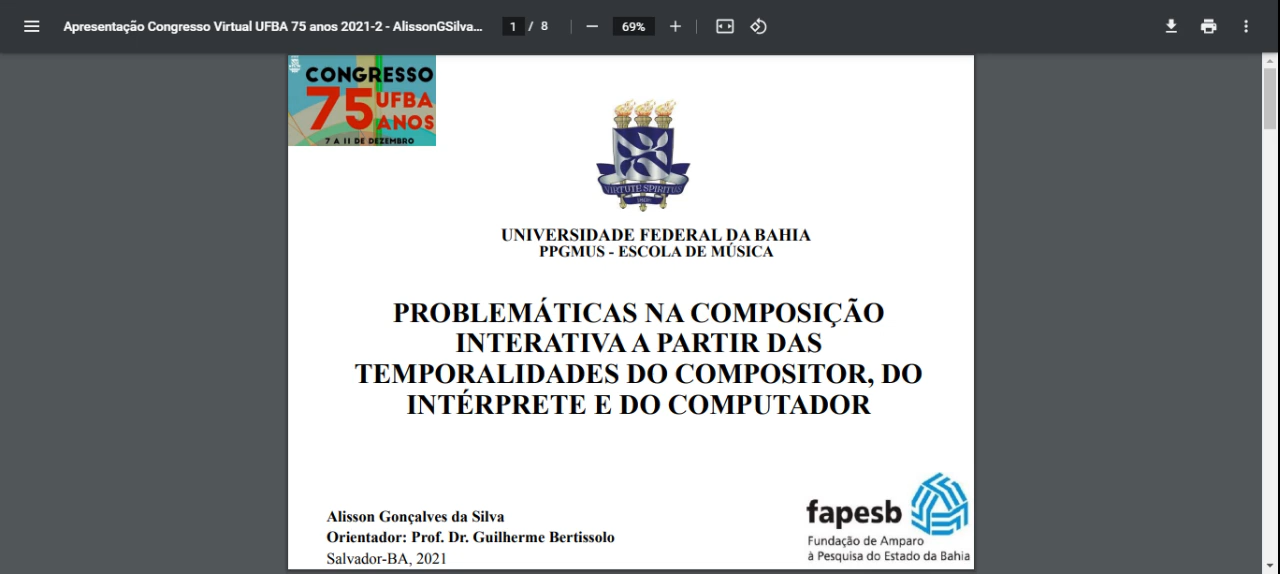 Apresentação Congresso Virtual UFBA 75 anos 2021-2 - AlissonGSilva... 1 / 8 69%
CONGRESSO
75 UFBA
ANOS
7 A 11 DE DEZEMBRO
VIRTUTE SPIRITUS
UNIVERSIDADE FEDERAL DA BAHIA
PPGMUS - ESCOLA DE MÚSICA
PROBLEMÁTICAS NA COMPOSIÇÃO
INTERATIVA A PARTIR DAS
TEMPORALIDADES DO COMPOSITOR, DO
INTÉRPRETE E DO COMPUTADOR
Alisson Gonçalves da Silva
Orientador: Prof. Dr. Guilherme Bertissolo
Salvador-BA, 2021
fapesb
Fundação de Amparo
à Pesquisa do Estado da Bahia